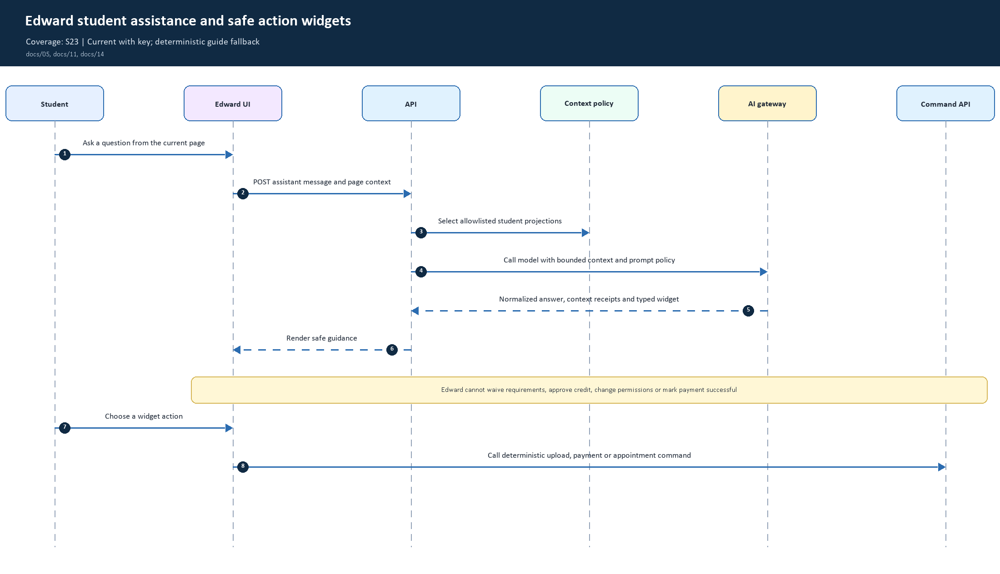 Edward student assistance and safe action widgets
Coverage: S23 | Current with key; deterministic guide fallback
docs/05, docs/11, docs/14
Student
Edward UI
API
Context policy
AI gateway
Command API
Ask a question from the current page
1
POST assistant message and page context
2
Select allowlisted student projections
3
Call model with bounded context and prompt policy
4
Normalized answer, context receipts and typed widget
5
Render safe guidance
6
Edward cannot waive requirements, approve credit, change permissions or mark payment successful
Choose a widget action
7
Call deterministic upload, payment or appointment command
8